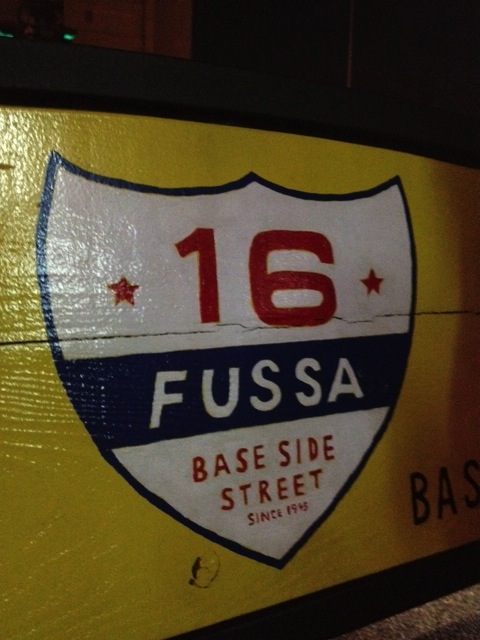 16
FUSSA
BASE SIDE
STREET
SINCE 1945
BAS